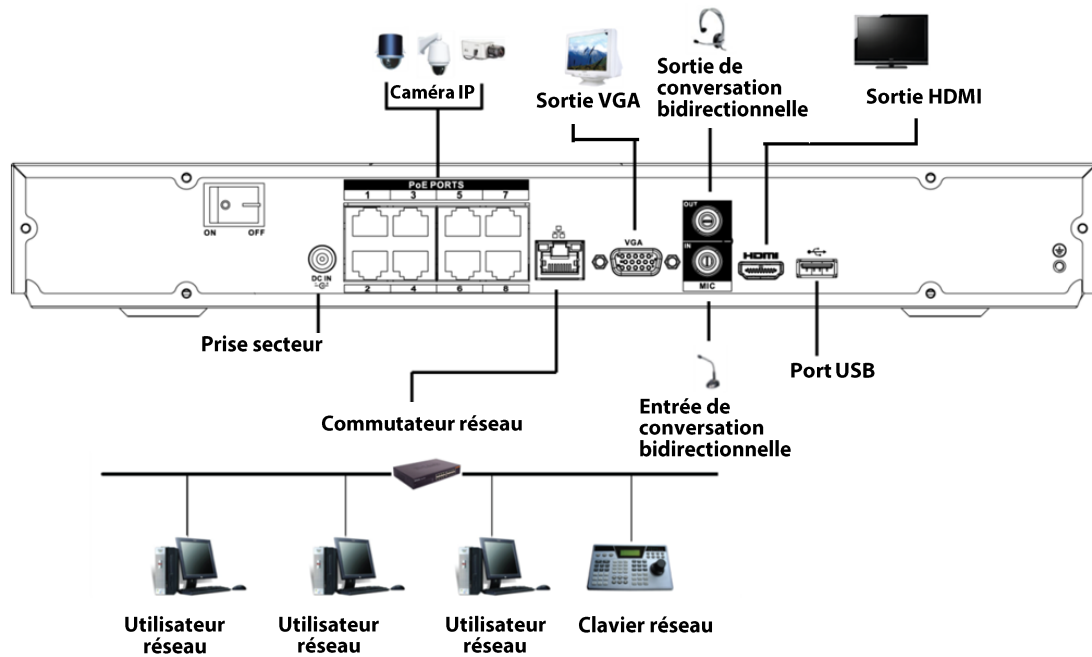 Caméra IP
Sortie VGA
Sortie de
conversation
bidirectionnelle
Sortie HDMI
PoE PORTS
1 3 5 7
ON OFF
DC IN
2 4 6 8
VGA
OUT
IN
MIC
HDMI
Prise secteur
Port USB
Commutateur réseau
Entrée de
conversation
bidirectionnelle
Utilisateur
réseau
Utilisateur
réseau
Utilisateur
réseau
Clavier réseau